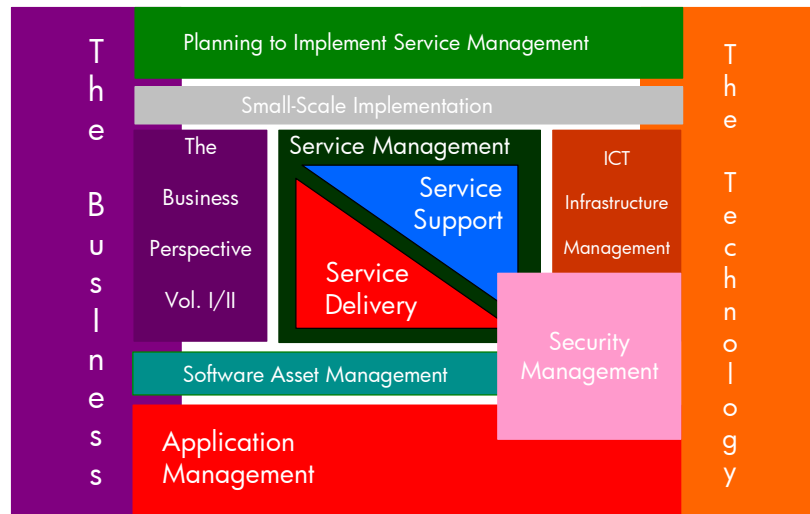 The BusIness
Planning to Implement Service Management
The Technology
Small-Scale Implementation
The
Business
Perspective
Vol. I/II
Service Management
Service
Support
Service
Delivery
ICT
Infrastructure
Management
Security
Management
Software Asset Management
Application
Management